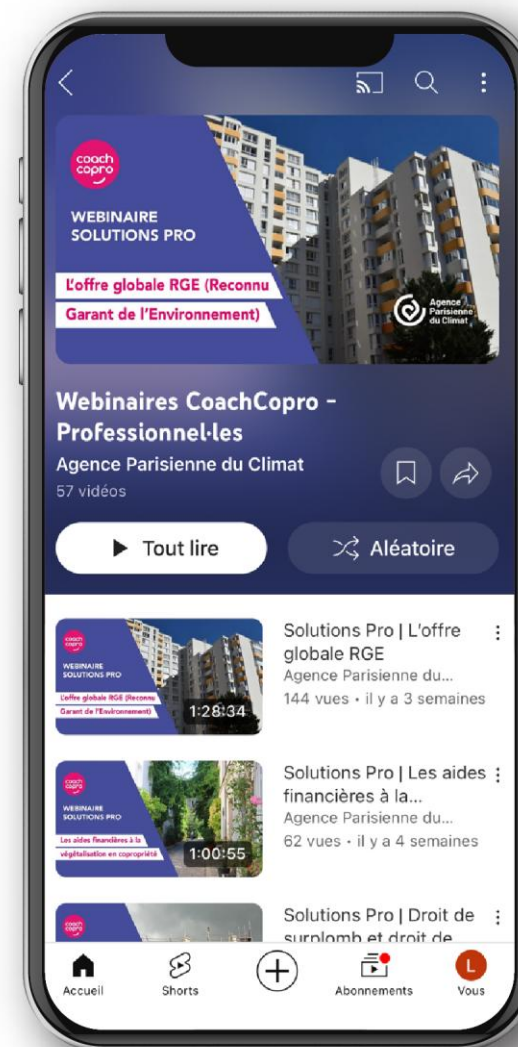 coach
copro
WEBINAIRE
SOLUTIONS PRO
L'offre globale RGE (Reconnu
Garant de l'Environnement)
Agence
Parisienne
du Climat
Webinaires CoachCopro -
Professionnel·les
Agence Parisienne du Climat
57 vidéos
Tout lire
Aléatoire
coach
copro
WEBINAIRE
SOLUTIONS PRO
L'offre globale RGE (Reconnu
Garant de l'Environnement)
1:28:34
Solutions Pro | L'offre
globale RGE
Agence Parisienne du...
144 vues · il y a 3 semaines
coach
copro
WEBINAIRE
SOLUTIONS PRO
Les aides financières à la
végétalisation en copropriété
1:00:55
Solutions Pro | Les aides
financières à la...
Agence Parisienne du...
62 vues · il y a 4 semaines
coach
copro
Solutions Pro | Droit de
surplomb et droit de
Accueil
Shorts
Abonnements
L
Vous